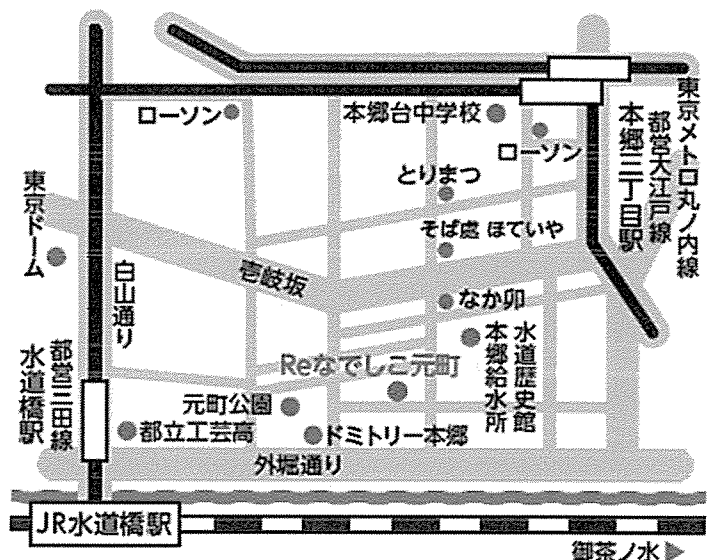 ローソン
本郷台中学校
ローソン
とりまつ
そば處 ほていや
東京メトロ丸ノ内線
都営大江戸線
本郷三丁目駅
東京ドーム
白山通り
壱岐坂
なか卯
水道歴史館
本郷給水所
Reなでしこ元町
都営三田線
水道橋駅
元町公園
都立工芸高
ドミトリー本郷
外堀通り
JR水道橋駅
御茶ノ水